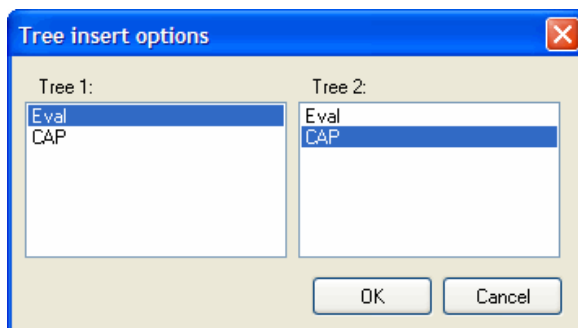 Tree insert options
Tree 1:
Tree 2:
Eval
CAP
Eval
CAP
OK
Cancel